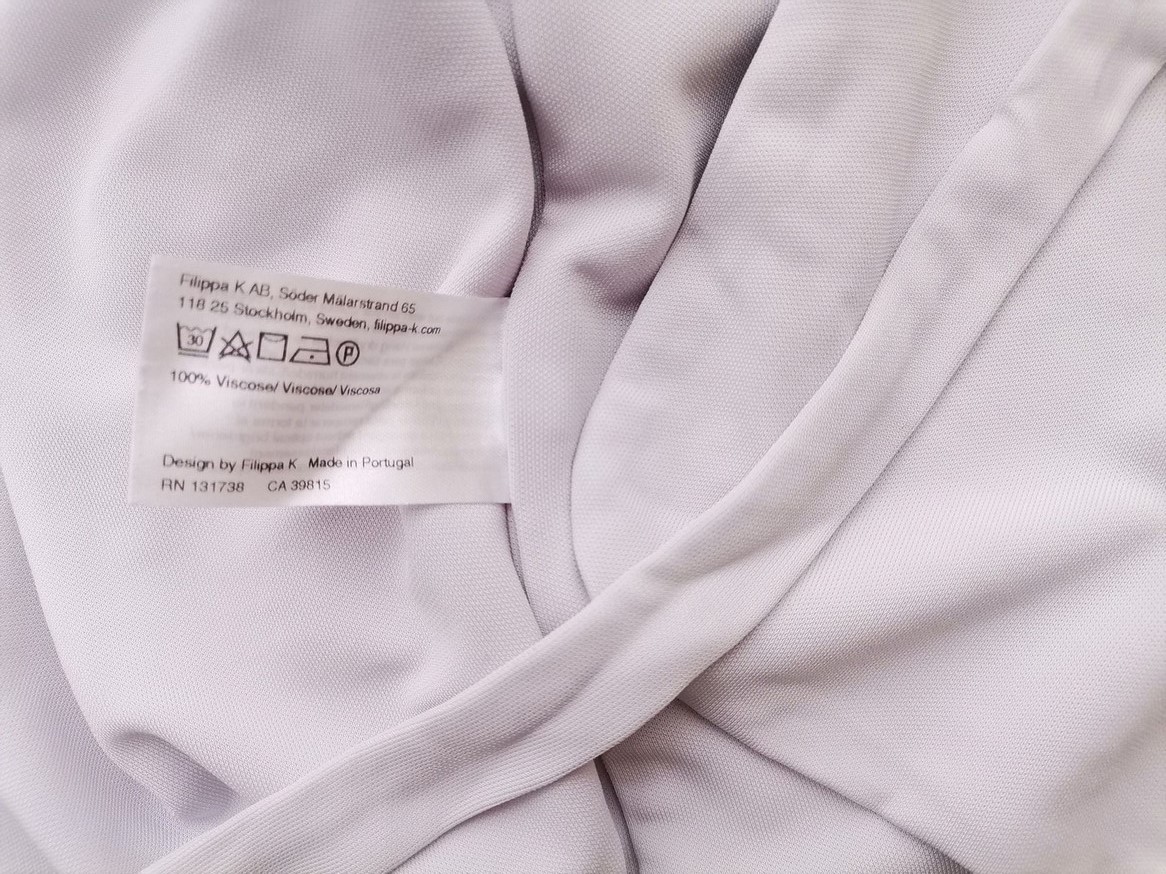 Filippa K AB, Söder Mälarstrand 65
118 25 Stockholm, Sweden, filippa-k.com
30 P
100% Viscose/ Viscose/ Viscosa
Design by Filippa K Made in Portugal
RN 131738 CA 39815